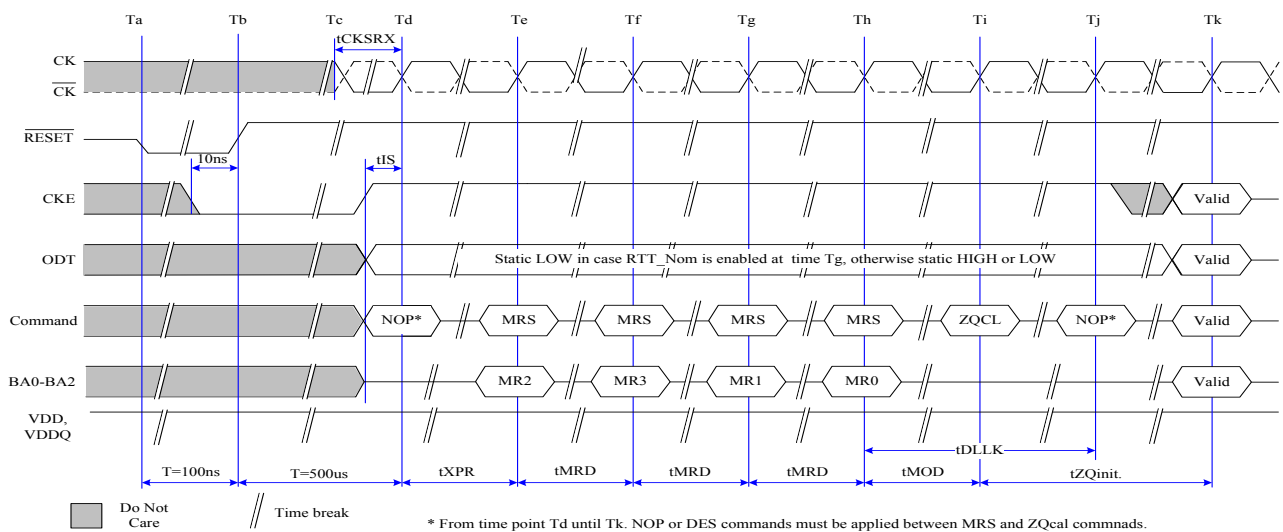 Ta Tb Tc Td Te Tf Tg Th Ti Tj Tk
tCKSRX
CK
CK
RESET
10ns
tIS
CKE
Valid
ODT
Static LOW in case RTT_Nom is enabled at time Tg, otherwise static HIGH or LOW
Valid
Command
NOP* MRS MRS MRS MRS ZQCL NOP* Valid
BA0-BA2
MR2 MR3 MR1 MR0 Valid
VDD,
VDDQ
tDLLK
T=100ns T=500us tXPR tMRD tMRD tMRD tMOD tZQinit.
Do Not
Care
Time break
* From time point Td until Tk. NOP or DES commands must be applied between MRS and ZQcal commnads.